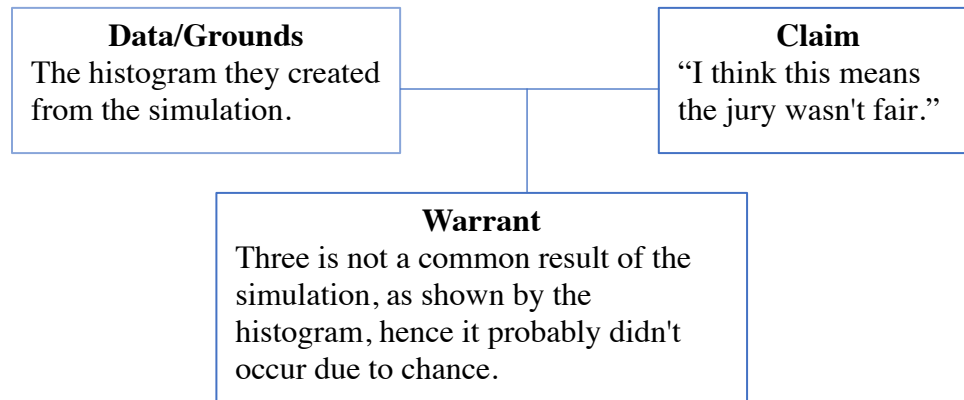 Data/Grounds
The histogram they created
from the simulation.
Claim
“I think this means
the jury wasn't fair.”
Warrant
Three is not a common result of the
simulation, as shown by the
histogram, hence it probably didn't
occur due to chance.